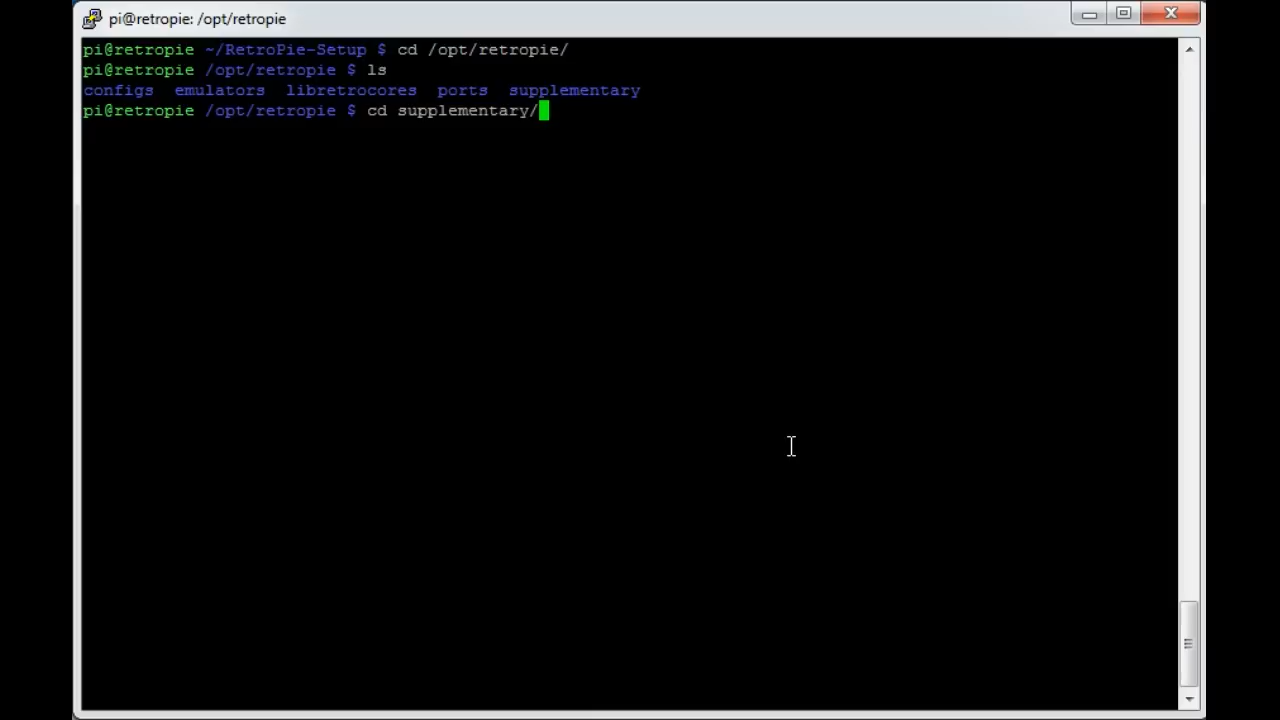 pi@retropie: /opt/retropie
pi@retropie ~/RetroPie-Setup $ cd /opt/retropie/
pi@retropie /opt/retropie $ ls
configs  emulators  libretrocores  ports  supplementary
pi@retropie /opt/retropie $ cd supplementary/